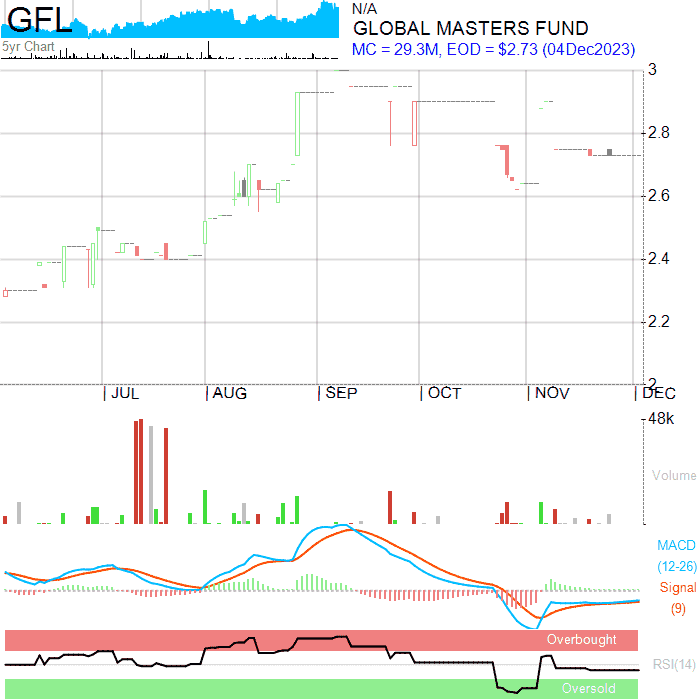 GFL
5yr Chart
N/A
GLOBAL MASTERS FUND
MC = 29.3M, EOD = $2.73 (04Dec2023)
3
2.8
2.6
2.4
2.2
2
JUL AUG SEP OCT NOV DEC
48k
Volume
MACD
(12-26)
Signal
(9)
Overbought
RSI(14)
Oversold